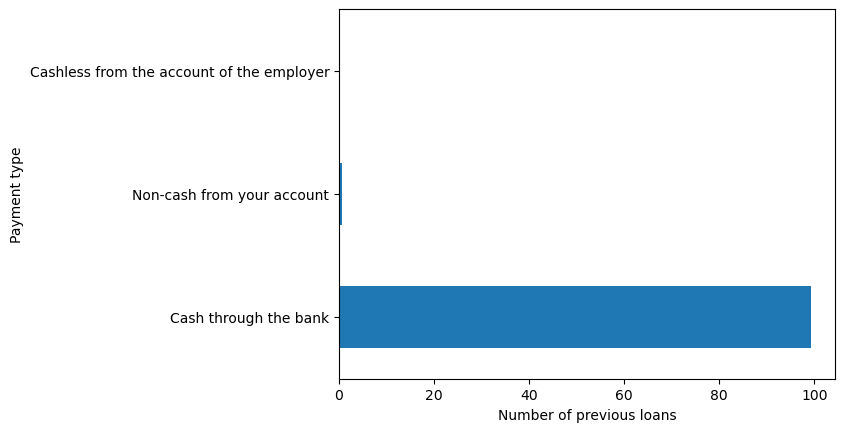 Cashless from the account of the employer
Non-cash from your account
Cash through the bank
Payment type
0 20 40 60 80 100
Number of previous loans